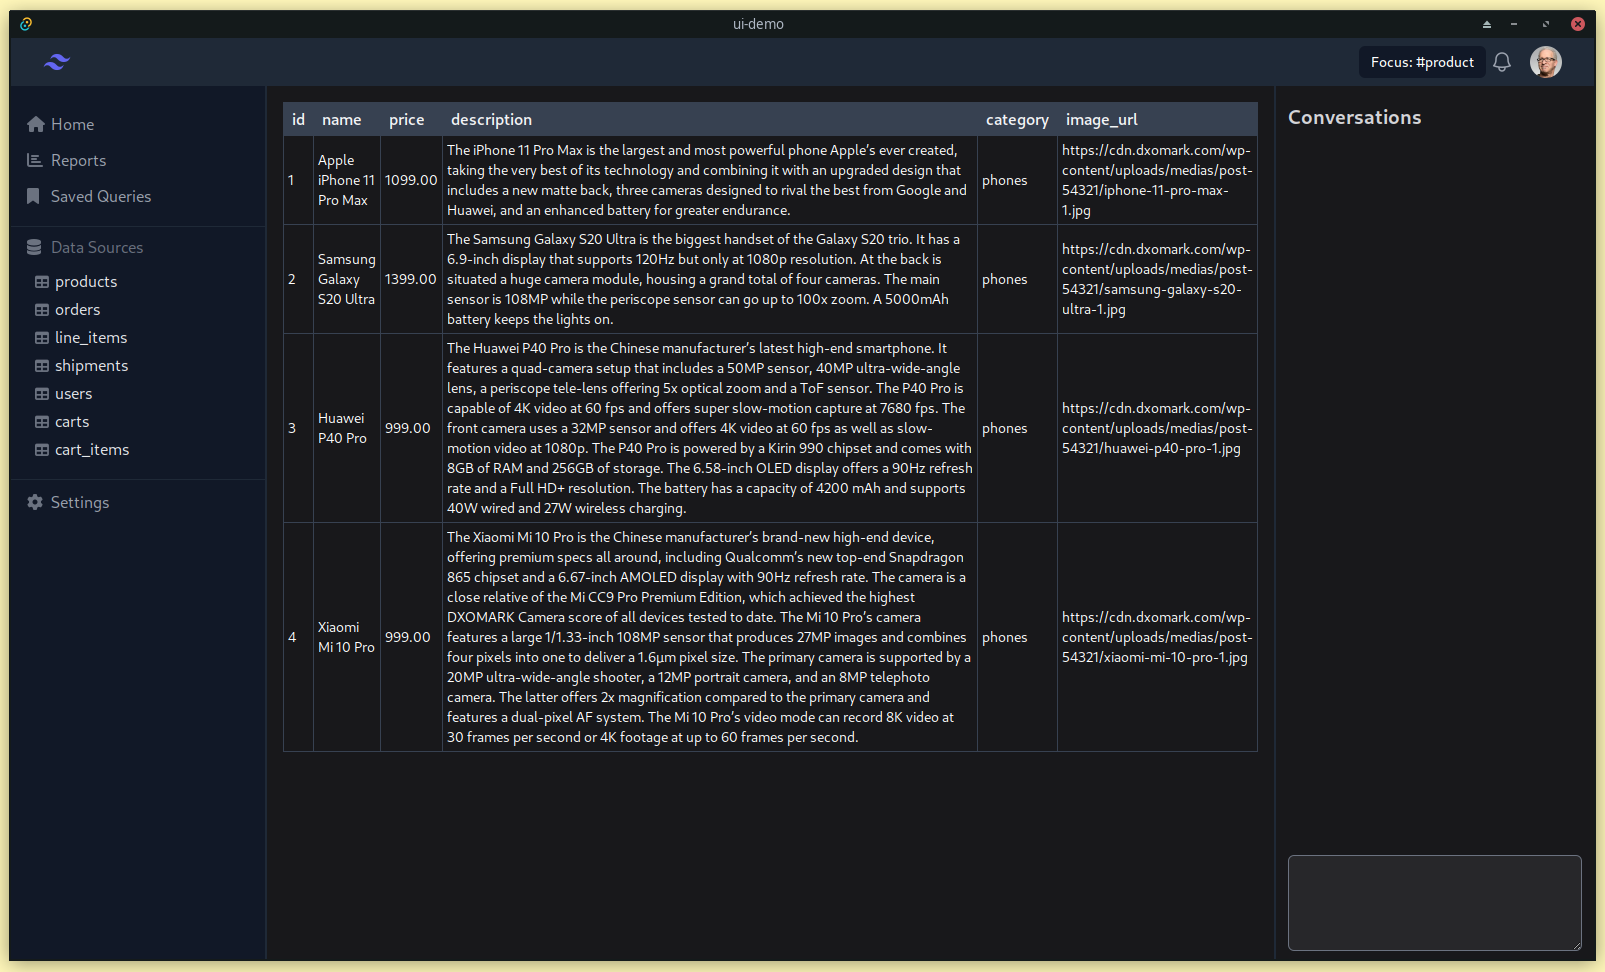 ui-demo
Focus: #product
Home
Reports
Saved Queries
Data Sources
products
orders
line_items
shipments
users
carts
cart_items
Settings
id name price description category image_url
1
Apple
iPhone 11
Pro Max
1099.00
The iPhone 11 Pro Max is the largest and most powerful phone Apple’s ever created,
taking the very best of its technology and combining it with an upgraded design that
includes a new matte back, three cameras designed to rival the best from Google and
Huawei, and an enhanced battery for greater endurance.
phones
https://cdn.dxomark.com/wp-
content/uploads/medias/post-
54321/iphone-11-pro-max-
1.jpg
2
Samsung
Galaxy
S20 Ultra
1399.00
The Samsung Galaxy S20 Ultra is the biggest handset of the Galaxy S20 trio. It has a
6.9-inch display that supports 120Hz but only at 1080p resolution. At the back is
situated a huge camera module, housing a grand total of four cameras. The main
sensor is 108MP while the periscope sensor can go up to 100x zoom. A 5000mAh
battery keeps the lights on.
phones
https://cdn.dxomark.com/wp-
content/uploads/medias/post-
54321/samsung-galaxy-s20-
ultra-1.jpg
3
Huawei
P40 Pro
999.00
The Huawei P40 Pro is the Chinese manufacturer’s latest high-end smartphone. It
features a quad-camera setup that includes a 50MP sensor, 40MP ultra-wide-angle
lens, a periscope tele-lens offering 5x optical zoom and a ToF sensor. The P40 Pro is
capable of 4K video at 60 fps and offers super slow-motion capture at 7680 fps. The
front camera uses a 32MP sensor and offers 4K video at 60 fps as well as slow-
motion video at 1080p. The P40 Pro is powered by a Kirin 990 chipset and comes with
8GB of RAM and 256GB of storage. The 6.58-inch OLED display offers a 90Hz refresh
rate and a Full HD+ resolution. The battery has a capacity of 4200 mAh and supports
40W wired and 27W wireless charging.
phones
https://cdn.dxomark.com/wp-
content/uploads/medias/post-
54321/huawei-p40-pro-1.jpg
4
Xiaomi
Mi 10 Pro
999.00
The Xiaomi Mi 10 Pro is the Chinese manufacturer’s brand-new high-end device,
offering premium specs all around, including Qualcomm’s new top-end Snapdragon
865 chipset and a 6.67-inch AMOLED display with 90Hz refresh rate. The camera is a
close relative of the Mi CC9 Pro Premium Edition, which achieved the highest
DXOMARK Camera score of all devices tested to date. The Mi 10 Pro’s camera
features a large 1/1.33-inch 108MP sensor that produces 27MP images and combines
four pixels into one to deliver a 1.6µm pixel size. The primary camera is supported by a
20MP ultra-wide-angle shooter, a 12MP portrait camera, and an 8MP telephoto
camera. The latter offers 2x magnification compared to the primary camera and
features a dual-pixel AF system. The Mi 10 Pro’s video mode can record 8K video at
30 frames per second or 4K footage at up to 60 frames per second.
phones
https://cdn.dxomark.com/wp-
content/uploads/medias/post-
54321/xiaomi-mi-10-pro-1.jpg
Conversations